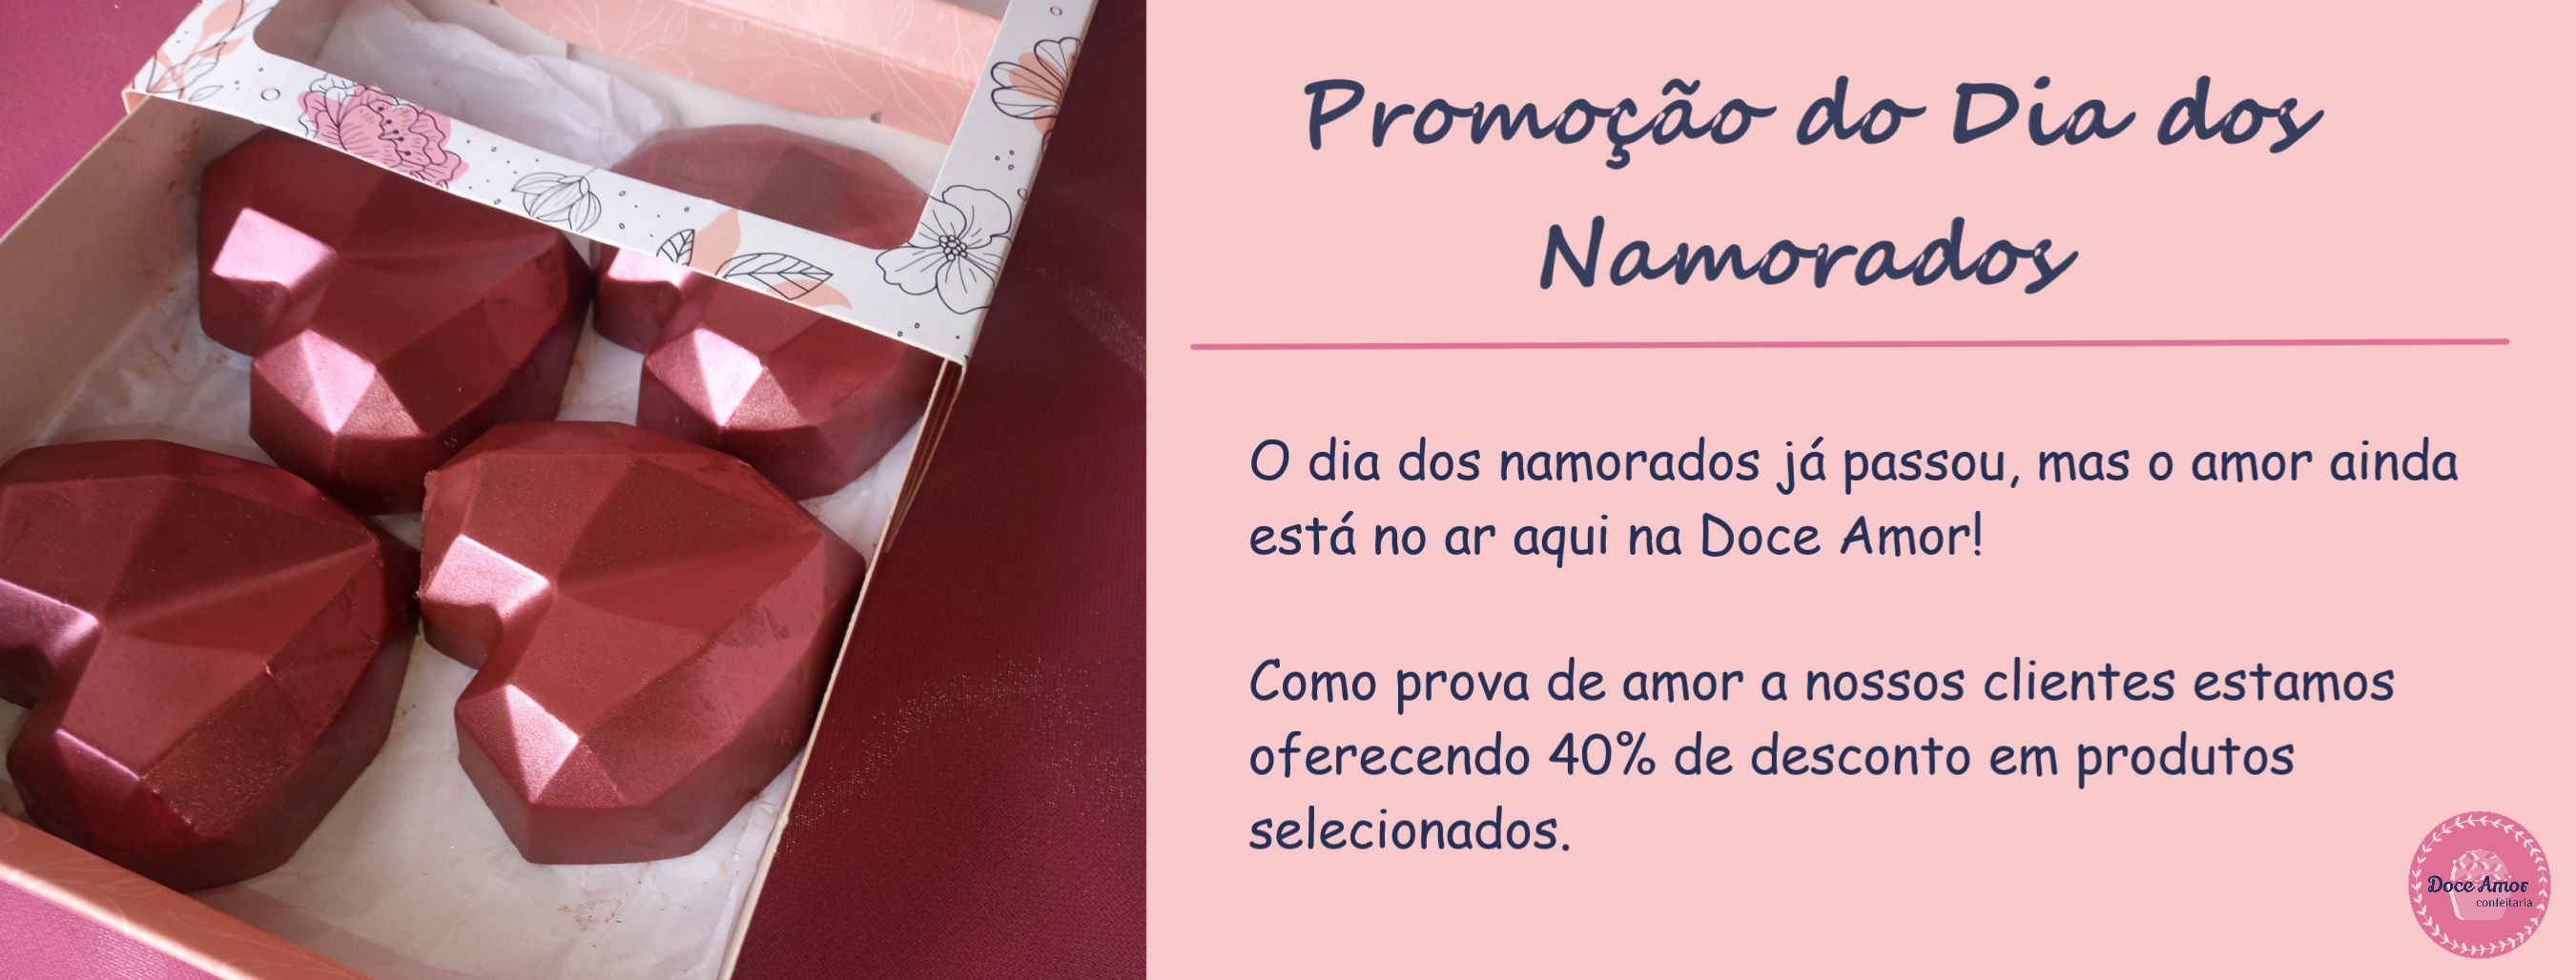 Promoção do Dia dos
Namorados
O dia dos namorados já passou, mas o amor ainda
está no ar aqui na Doce Amor!
Como prova de amor a nossos clientes estamos
oferecendo 40% de desconto em produtos
selecionados.
Doce Amor
confeitaria